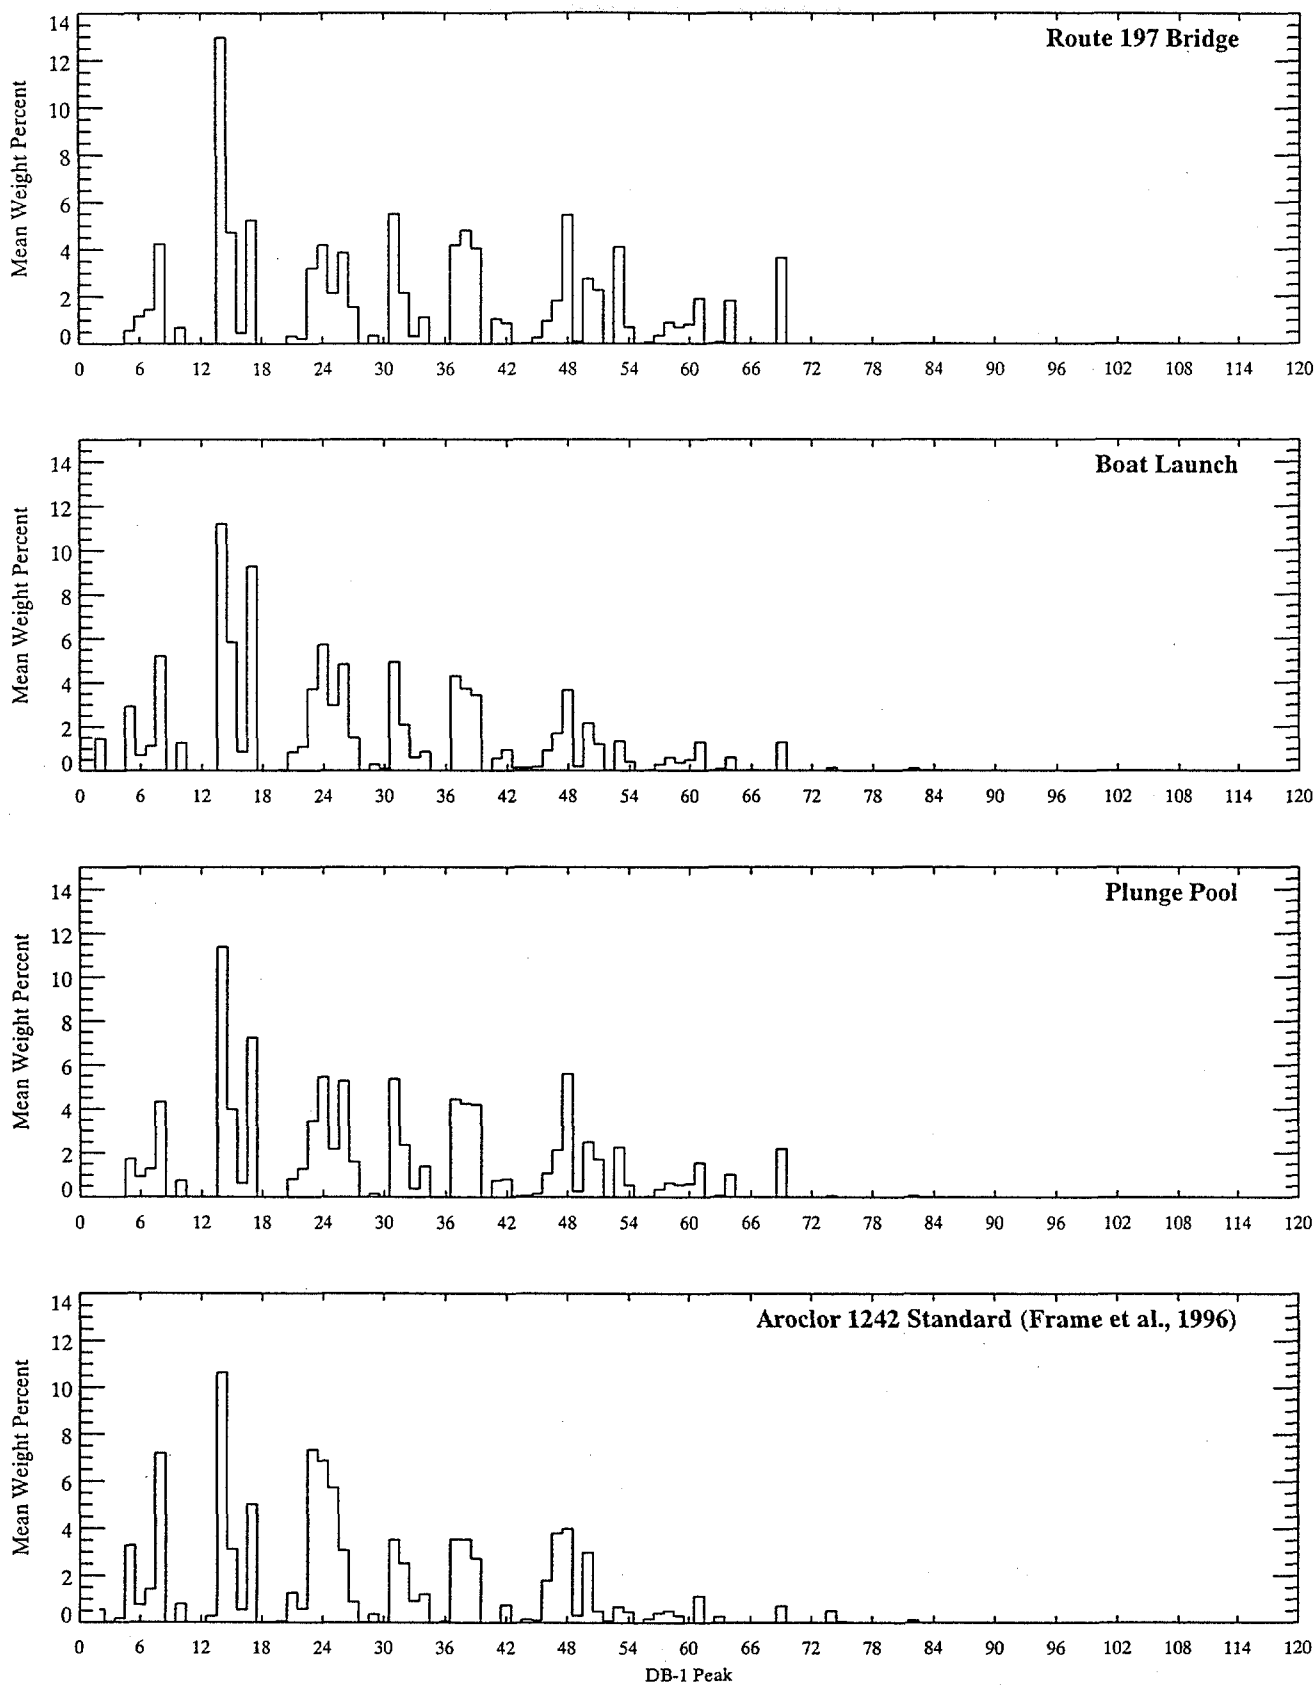 Route 197 Bridge
Mean Weight Percent
14
12
10
8
6
4
2
0
0 6 12 18 24 30 36 42 48 54 60 66 72 78 84 90 96 102 108 114 120
Boat Launch
Mean Weight Percent
14
12
10
8
6
4
2
0
0 6 12 18 24 30 36 42 48 54 60 66 72 78 84 90 96 102 108 114 120
Plunge Pool
Mean Weight Percent
14
12
10
8
6
4
2
0
0 6 12 18 24 30 36 42 48 54 60 66 72 78 84 90 96 102 108 114 120
Aroclor 1242 Standard (Frame et al., 1996)
Mean Weight Percent
14
12
10
8
6
4
2
0
0 6 12 18 24 30 36 42 48 54 60 66 72 78 84 90 96 102 108 114 120
DB-1 Peak